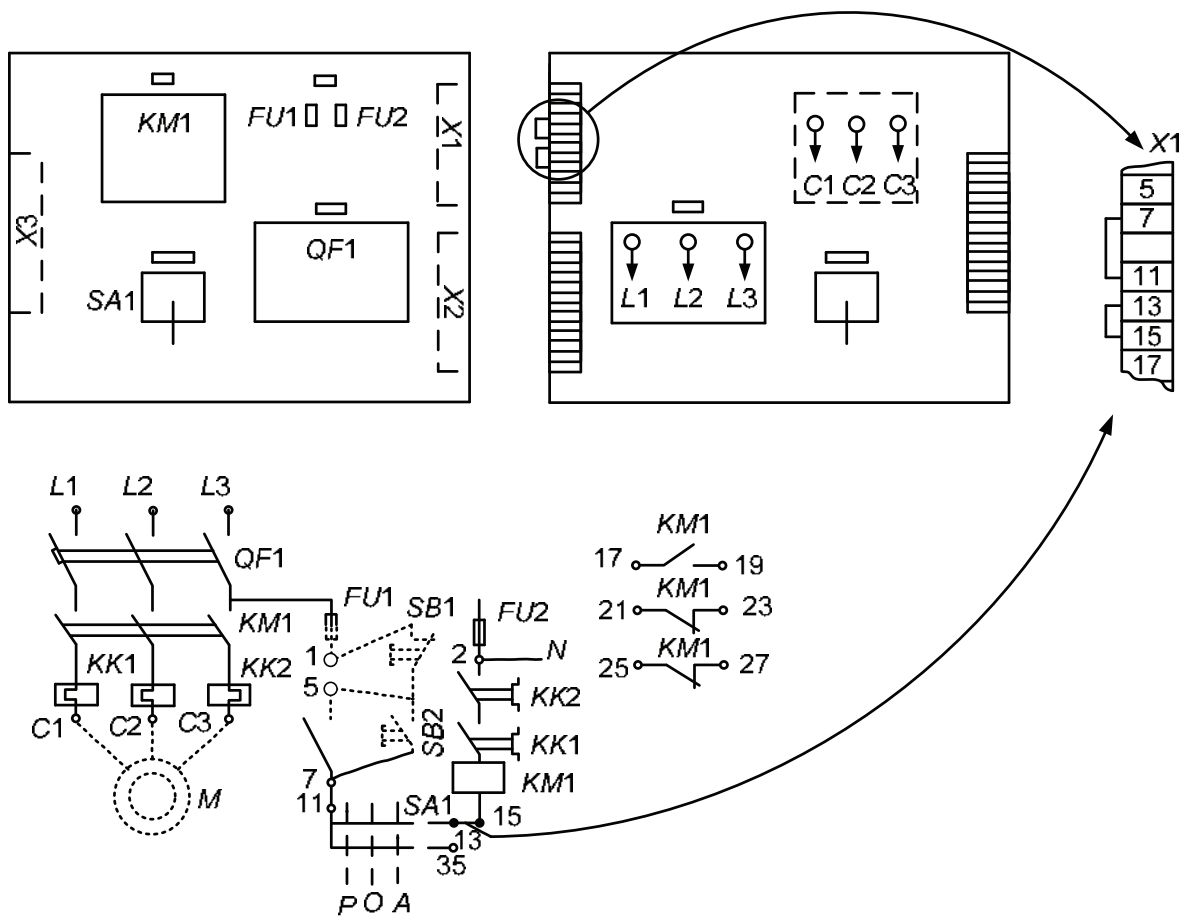 KM1
FU1 FU2
X1
X3
QF1
SA1
X2
C1 C2 C3
L1 L2 L3
X1
5
7
11
13
15
17
L1 L2 L3
QF1
FU1
SB1
FU2
KM1
1
2
N
KK1
KK2
5
KK2
C1 C2 C3
SB2
KK1
7
KM1
M
11
SA1
15
13
35
P O A
KM1
17 19
KM1
21 23
KM1
25 27